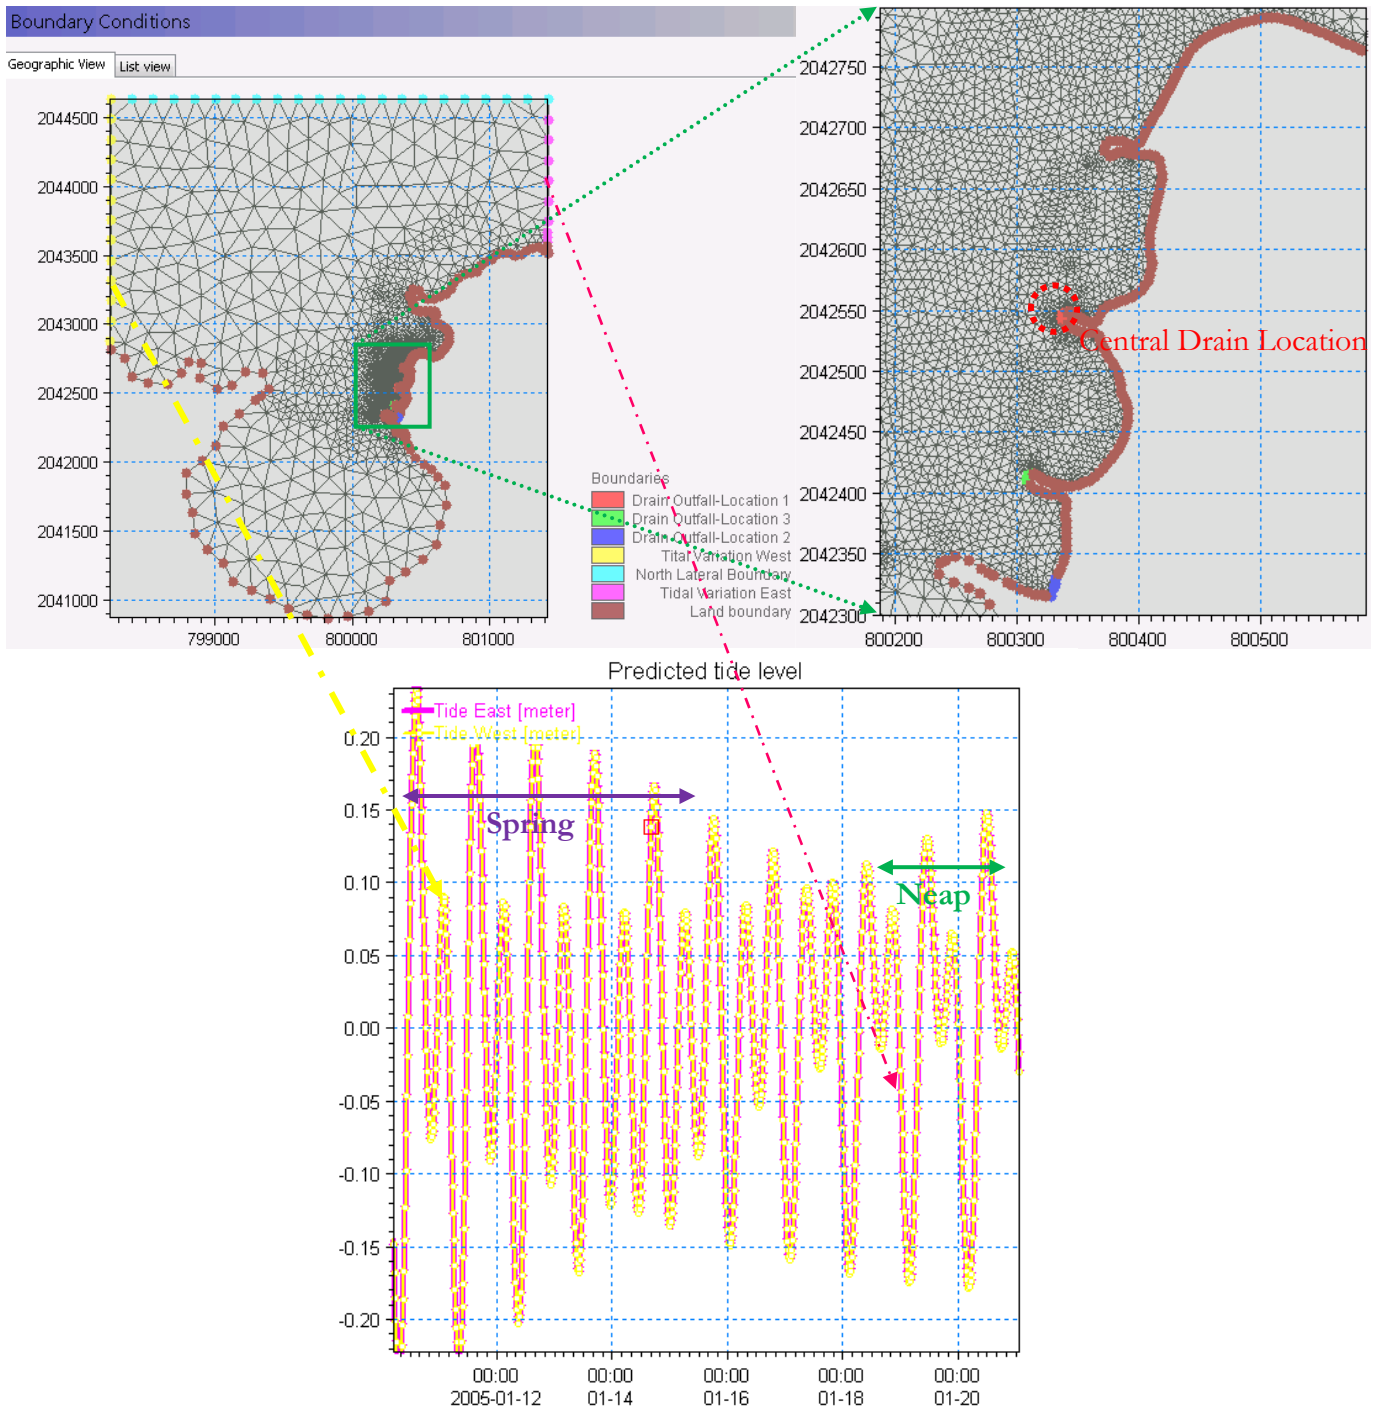 Boundary Conditions
Geographic View
List view
2044500
2044000
2043500
2043000
2042500
2042000
2041500
2041000
799000
800000
801000
Boundaries
Drain Outfall-Location 1
Drain Outfall-Location 3
Drain Outfall-Location 2
Tital Variation West
North Lateral Boundary
Tidal Variation East
Land boundary
2042750
2042700
2042650
2042600
2042550
2042500
2042450
2042400
2042350
2042300
800200
800300
800400
800500
Central Drain Location
Predicted tide level
Tide East [meter]
Tide West [meter]
0.20
0.15
0.10
0.05
0.00
-0.05
-0.10
-0.15
-0.20
Spring
Neap
00:00
00:00
00:00
00:00
00:00
2005-01-12
01-14
01-16
01-18
01-20